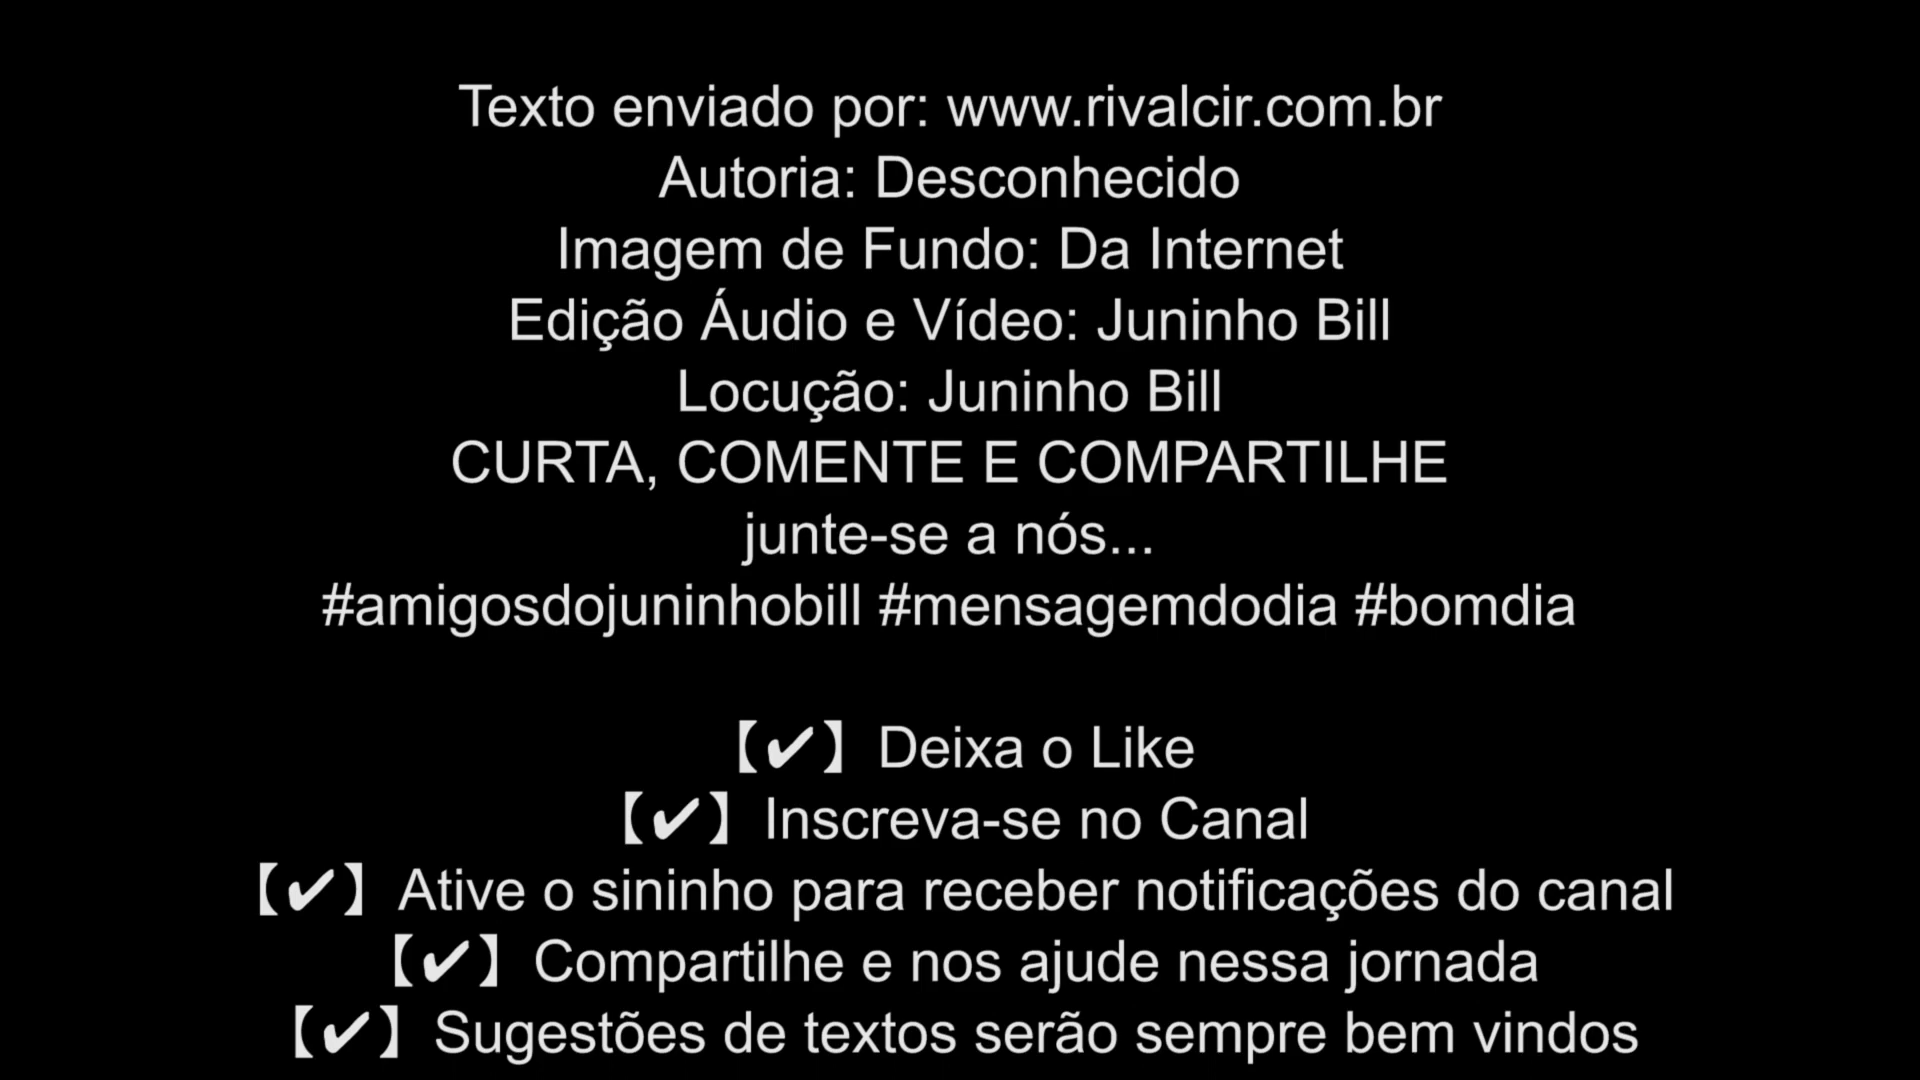 Texto enviado por: www.rivalcir.com.br
Autoria: Desconhecido
Imagem de Fundo: Da Internet
Edição Áudio e Vídeo: Juninho Bill
Locução: Juninho Bill
CURTA, COMENTE E COMPARTILHE
junte-se a nós...
#amigosdojuninhobill #mensagemdodia #bomdia
【✔】Deixa o Like
【✔】Inscreva-se no Canal
【✔】Ative o sininho para receber notificações do canal
【✔】Compartilhe e nos ajude nessa jornada
【✔】Sugestões de textos serão sempre bem vindos